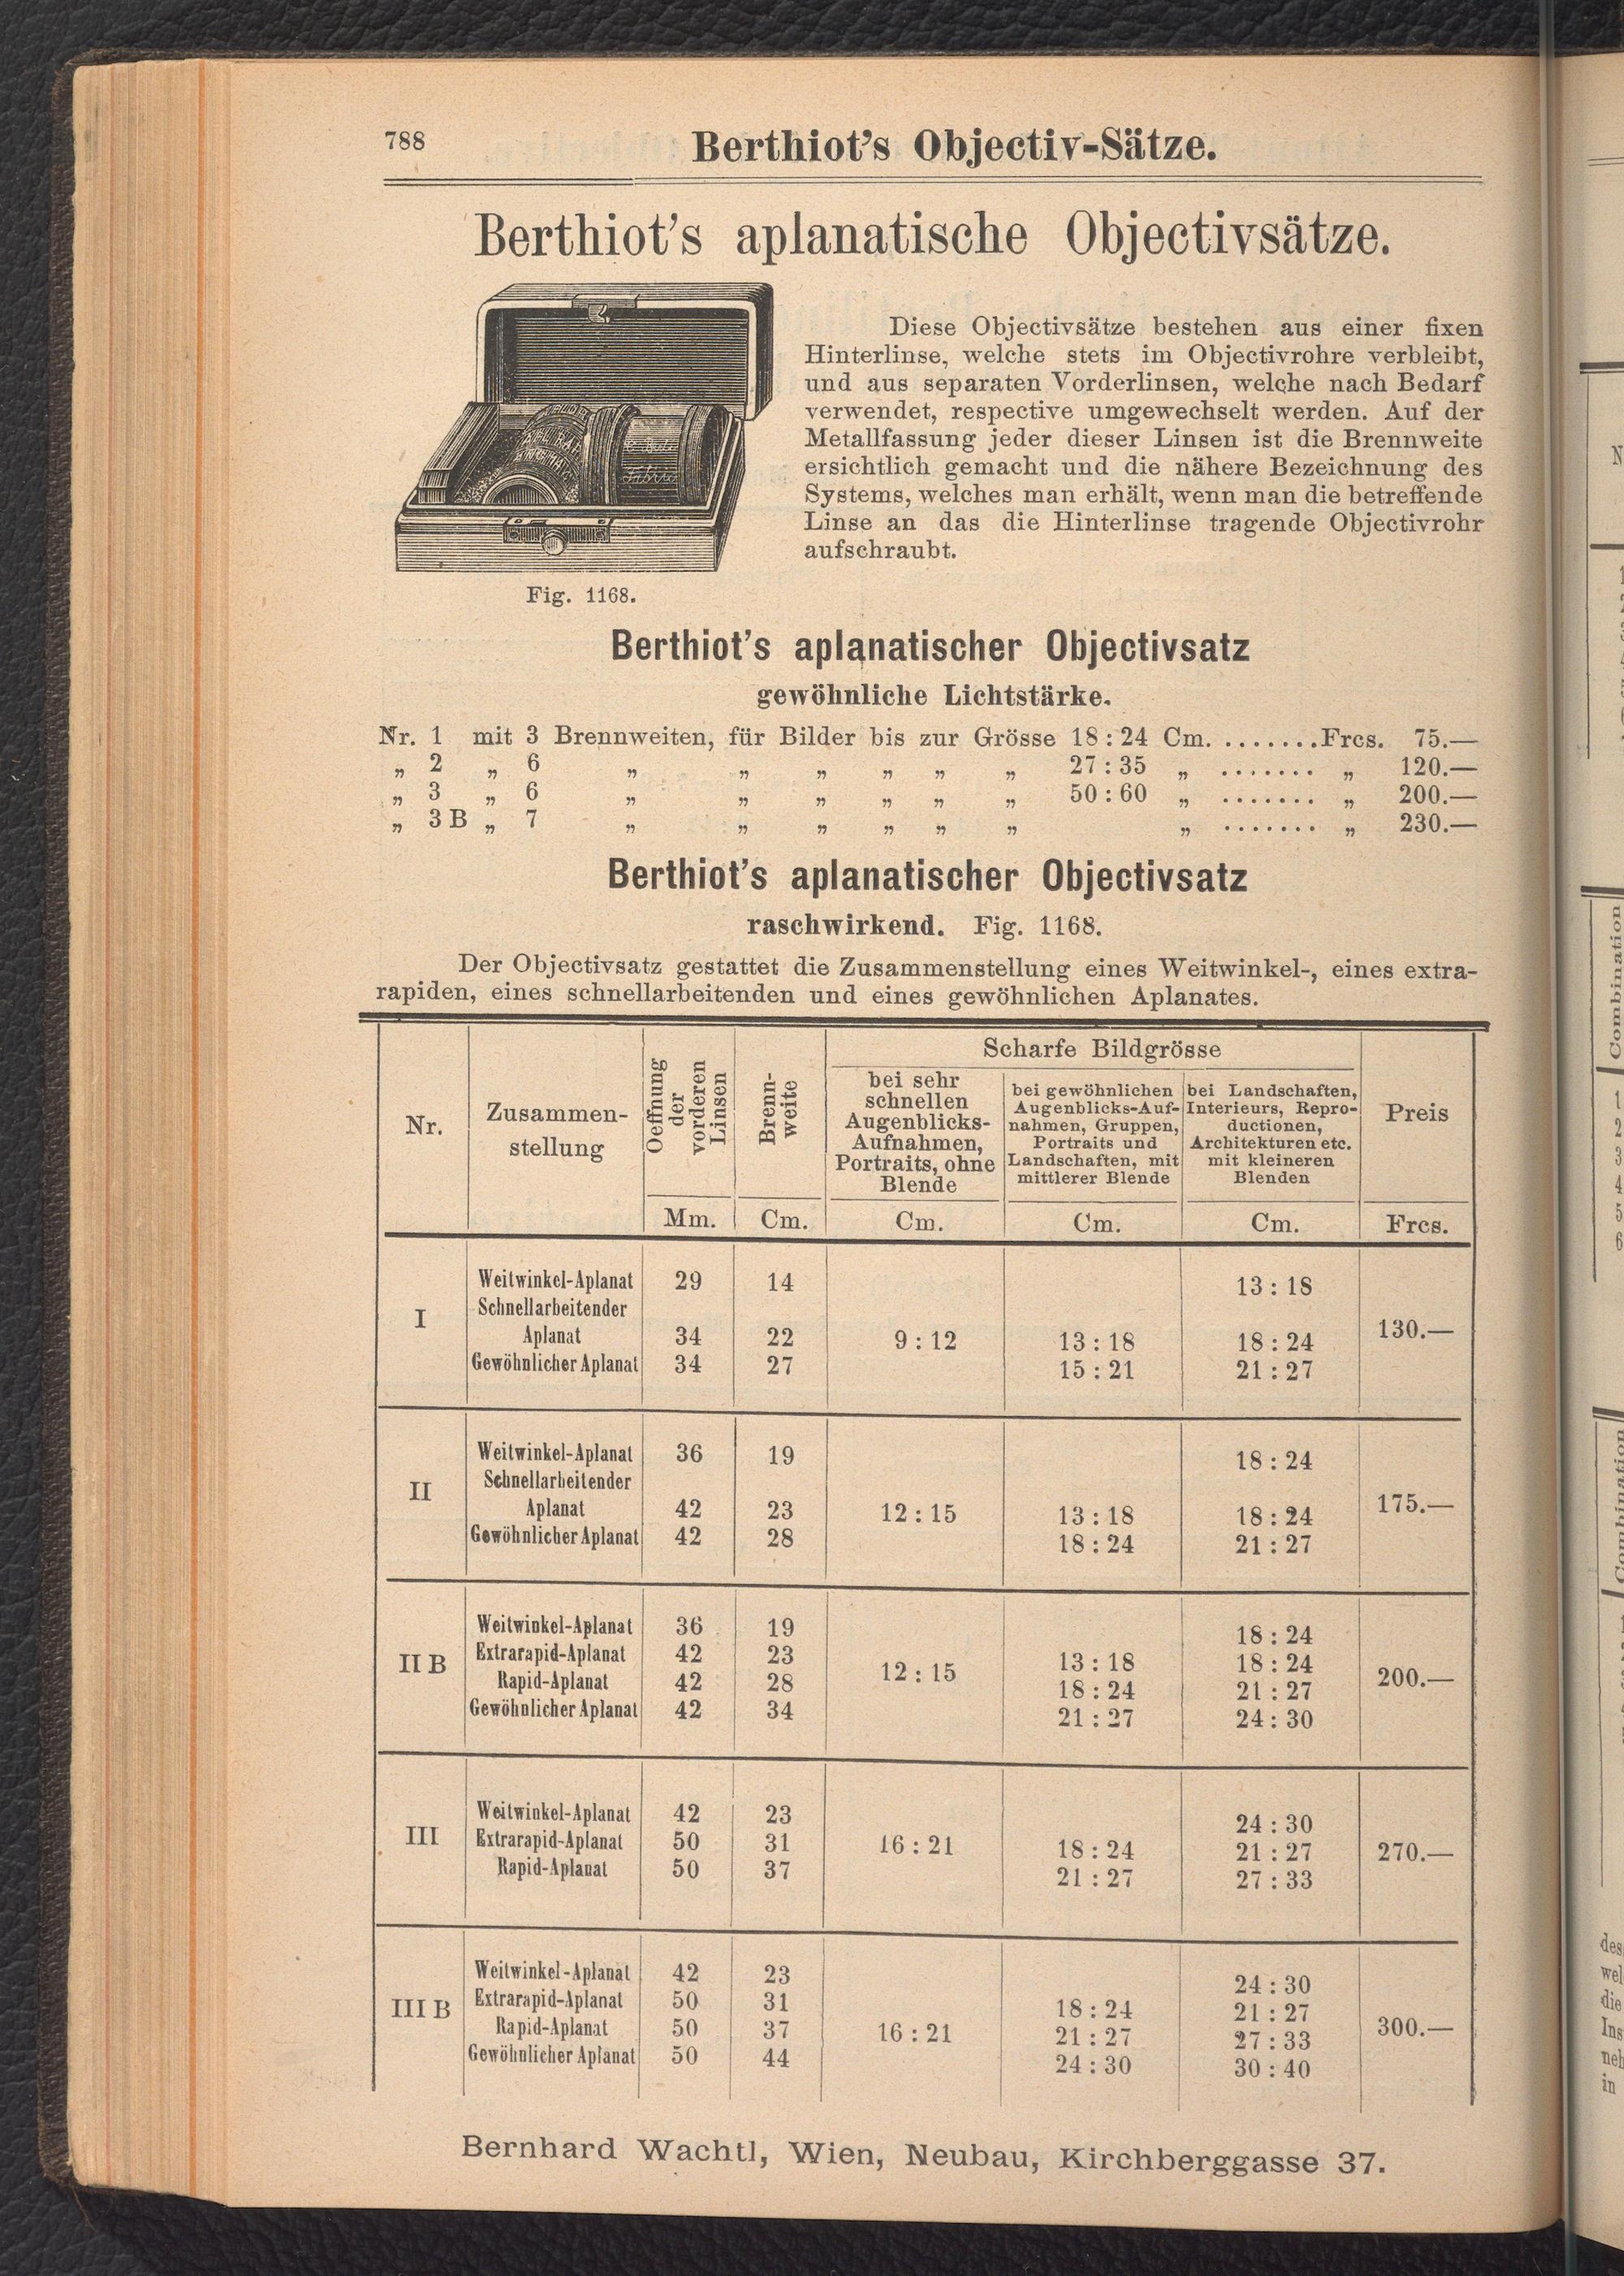 788
Berthiot's Objectiv-Sätze.
Berthiot's aplanatische Objectivsätze.
Diese Objectivsätze bestehen aus einer fixen
Hinterlinse, welche stets im Objectivrohre verbleibt,
und aus separaten Vorderlinsen, welche nach Bedarf
verwendet, respective umgewechselt werden. Auf der
Metallfassung jeder dieser Linsen ist die Brennweite
ersichtlich gemacht und die nähere Bezeichnung des
Systems, welches man erhält, wenn man die betreffende
Linse an das die Hinterlinse tragende Objectivrohr
aufschraubt.
Fig. 1168.
Berthiot's aplanatischer Objectivsatz
gewöhnliche Lichtstärke.
Nr. 1 mit 3 Brennweiten, für Bilder bis zur Grösse 18 : 24 Cm. ........Frcs. 75.—
„ 2 „ 6 „ „ „ „ „ „ 27 : 35 „ ....... „ 120.—
„ 3 „ 6 „ „ „ „ „ „ 50 : 60 „ ....... „ 200.—
„ 3 B „ 7 „ „ „ „ „ „ „ ....... „ 230.—
Berthiot's aplanatischer Objectivsatz
raschwirkend. Fig. 1168.
Der Objectivsatz gestattet die Zusammenstellung eines Weitwinkel-, eines extra-
rapiden, eines schnellarbeitenden und eines gewöhnlichen Aplanates.
Nr.
Zusammen-
stellung
Oeffnung
der
vorderen
Linsen
Mm.
Brenn-
weite
Cm.
Scharfe Bildgrösse
bei sehr
schnellen
Augenblicks-
Aufnahmen,
Portraits, ohne
Blende
Cm.
bei gewöhnlichen
Augenblicks-Auf-
nahmen, Gruppen,
Portraits und
Landschaften, mit
mittlerer Blende
Cm.
bei Landschaften,
Interieurs, Repro-
ductionen,
Architekturen etc.
mit kleineren
Blenden
Cm.
Preis
Frcs.
I
Weitwinkel-Aplanat 29 14 13 : 18
Schnellarbeitender
Aplanat 34 22 9 : 12 13 : 18 18 : 24
Gewöhnlicher Aplanat 34 27 15 : 21 21 : 27
130.—
II
Weitwinkel-Aplanat 36 19 18 : 24
Schnellarbeitender
Aplanat 42 23 12 : 15 13 : 18 18 : 24
Gewöhnlicher Aplanat 42 28 18 : 24 21 : 27
175.—
II B
Weitwinkel-Aplanat 36 19 18 : 24
Extrarapid-Aplanat 42 23 12 : 15 13 : 18 18 : 24
Rapid-Aplanat 42 28 18 : 24 21 : 27
Gewöhnlicher Aplanat 42 34 21 : 27 24 : 30
200.—
III
Weitwinkel-Aplanat 42 23 24 : 30
Extrarapid-Aplanat 50 31 16 : 21 18 : 24 21 : 27
Rapid-Aplanat 50 37 21 : 27 27 : 33
270.—
III B
Weitwinkel-Aplanat 42 23 24 : 30
Extrarapid-Aplanat 50 31 18 : 24 21 : 27
Rapid-Aplanat 50 37 16 : 21 21 : 27 27 : 33
Gewöhnlicher Aplanat 50 44 24 : 30 30 : 40
300.—
Bernhard Wachtl, Wien, Neubau, Kirchberggasse 37.
Combination